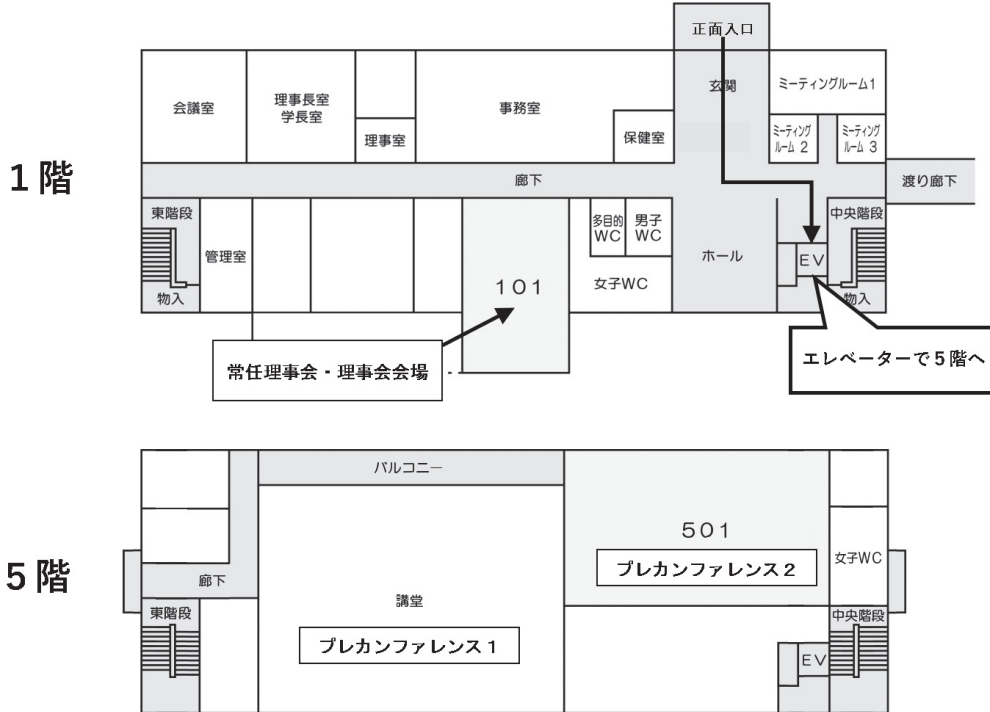 正面入口
玄関
ミーティングルーム1
会議室
理事長室
学長室
理事室
事務室
保健室
ミーティング
ルーム 2
ミーティング
ルーム 3
1階
廊下
渡り廊下
東階段
管理室
物入
101
多目的
WC
男子
WC
女子WC
ホール
EV
中央階段
物入
常任理事会・理事会会場
エレベーターで5階へ
バルコニー
501
プレカンファレンス2
女子WC
5階
廊下
東階段
講堂
プレカンファレンス1
中央階段
EV